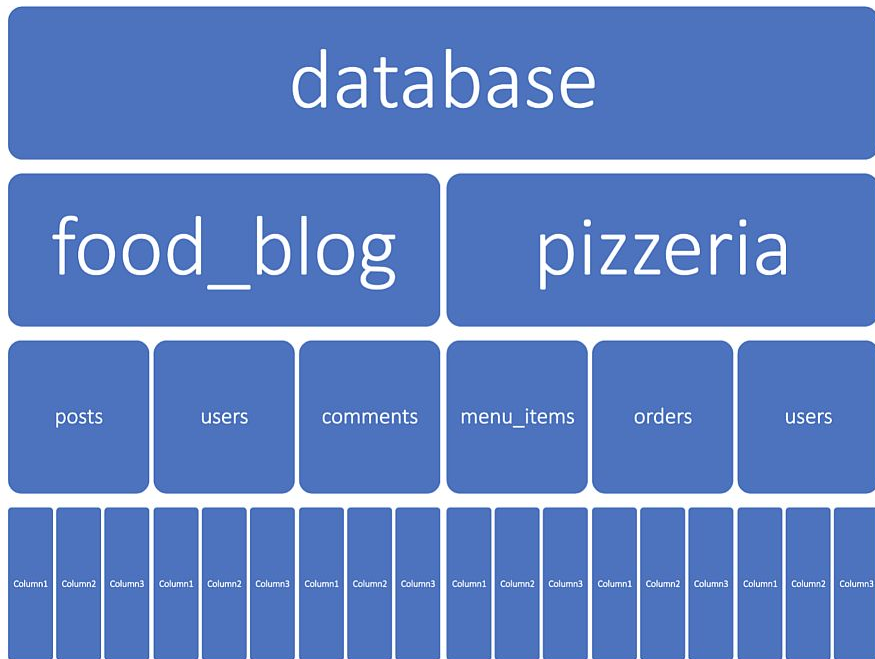 database
food_blog
pizzeria
posts
users
comments
menu_items
orders
users
Column1
Column2
Column3
Column1
Column2
Column3
Column1
Column2
Column3
Column1
Column2
Column3
Column1
Column2
Column3
Column1
Column2
Column3